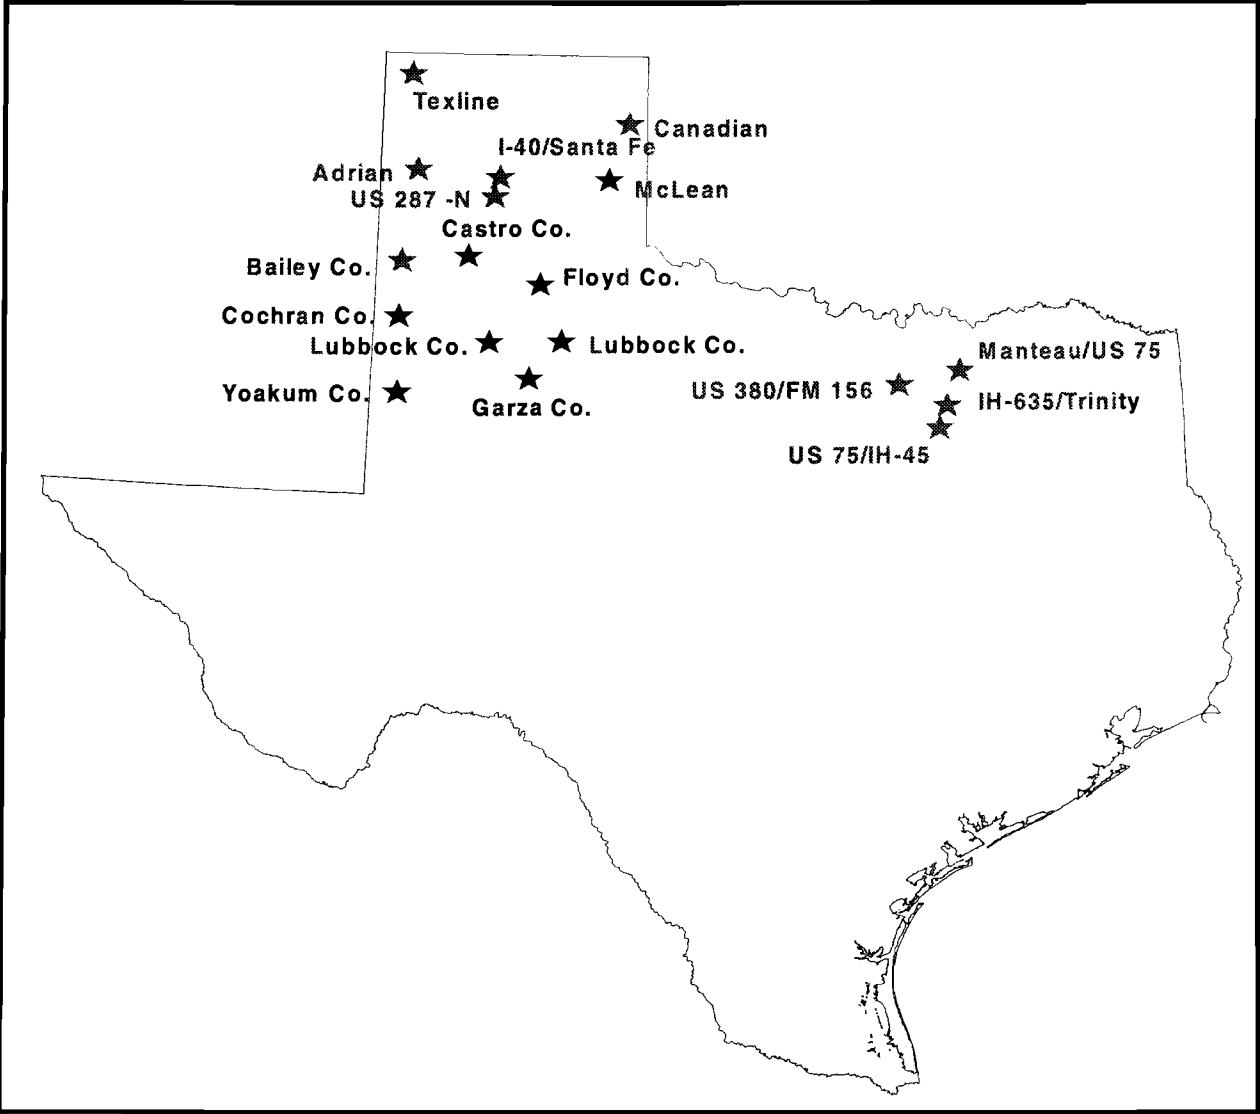 Texline
Canadian
I-40/Santa Fe
Adrian
McLean
US 287 -N
Castro Co.
Bailey Co.
Floyd Co.
Cochran Co.
Lubbock Co.
Lubbock Co.
Manteau/US 75
US 380/FM 156
Yoakum Co.
IH-635/Trinity
Garza Co.
US 75/IH-45